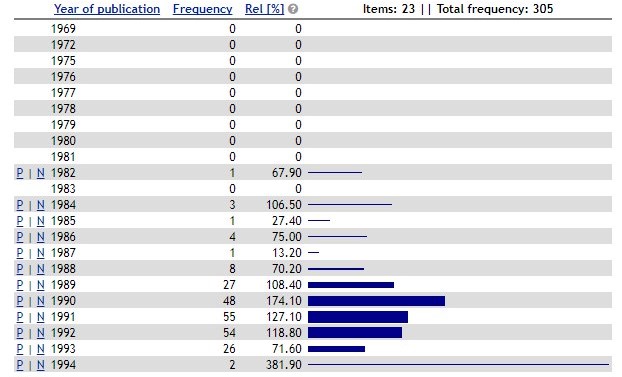 Year of publication Frequency Rel [%] ? Items: 23 || Total frequency: 305
1969 0 0
1972 0 0
1975 0 0
1976 0 0
1977 0 0
1978 0 0
1979 0 0
1980 0 0
1981 0 0
P | N 1982 1 67.90
1983 0 0
P | N 1984 3 106.50
P | N 1985 1 27.40
P | N 1986 4 75.00
P | N 1987 1 13.20
P | N 1988 8 70.20
P | N 1989 27 108.40
P | N 1990 48 174.10
P | N 1991 55 127.10
P | N 1992 54 118.80
P | N 1993 26 71.60
P | N 1994 2 381.90